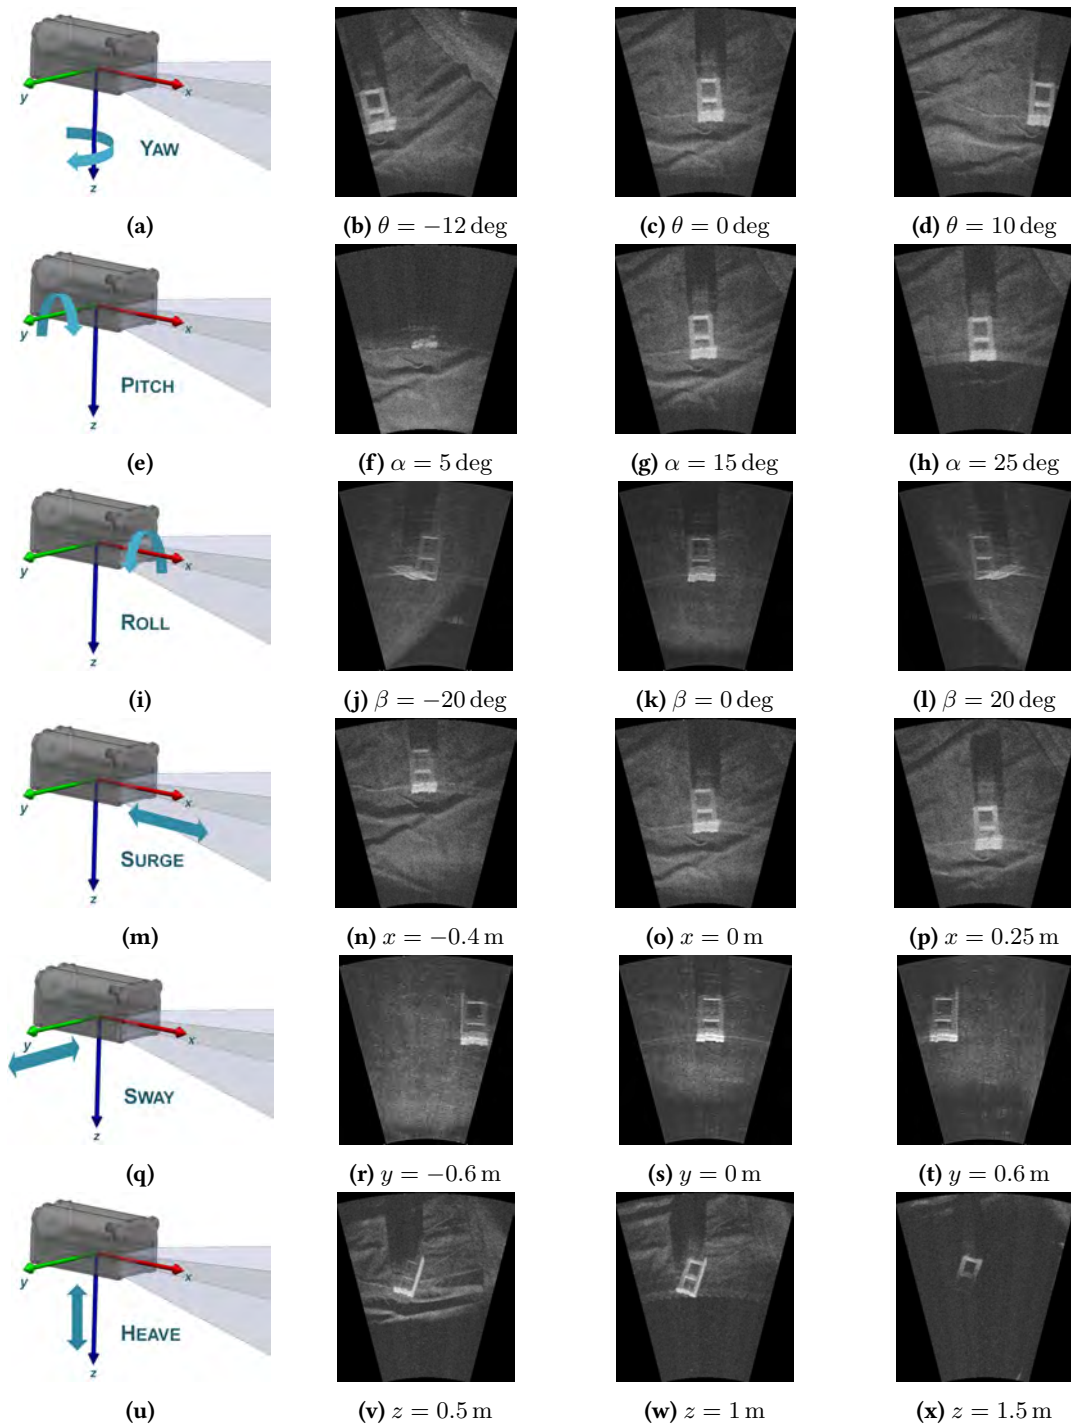 y
x
YAW
z
(a)
(b) θ = −12 deg
(c) θ = 0 deg
(d) θ = 10 deg
y
x
PITCH
z
(e)
(f) α = 5 deg
(g) α = 15 deg
(h) α = 25 deg
y
x
ROLL
z
(i)
(j) β = −20 deg
(k) β = 0 deg
(l) β = 20 deg
y
x
SURGE
z
(m)
(n) x = −0.4 m
(o) x = 0 m
(p) x = 0.25 m
y
x
SWAY
z
(q)
(r) y = −0.6 m
(s) y = 0 m
(t) y = 0.6 m
y
x
HEAVE
z
(u)
(v) z = 0.5 m
(w) z = 1 m
(x) z = 1.5 m